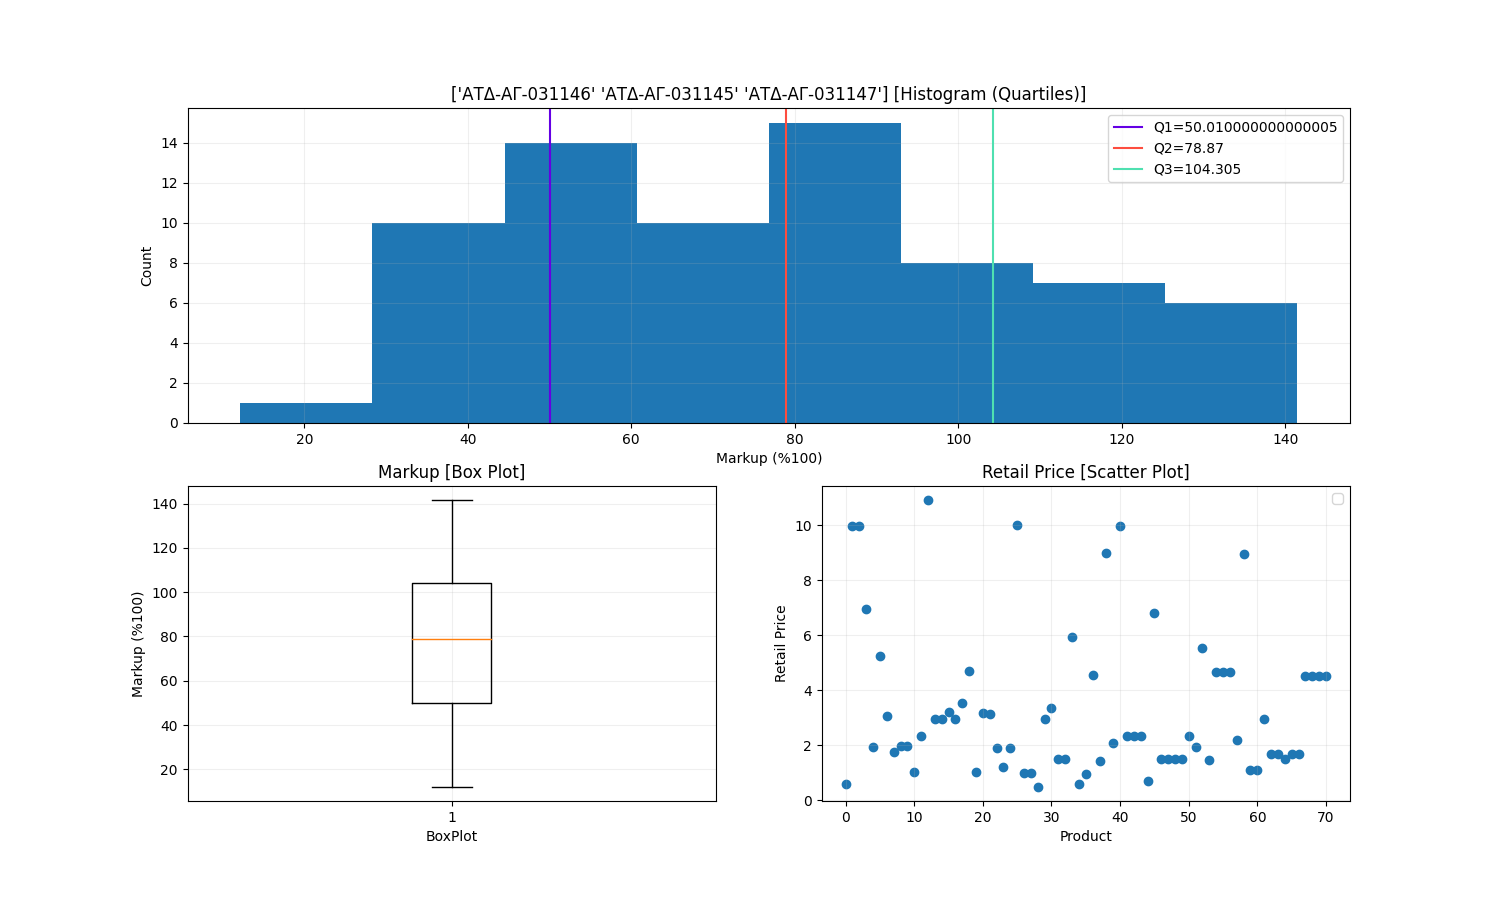 ['ΑΤΔ-ΑΓ-031146' 'ΑΤΔ-ΑΓ-031145' 'ΑΤΔ-ΑΓ-031147'] [Histogram (Quartiles)]
Q1=50.010000000000005
Q2=78.87
Q3=104.305
Count
14
12
10
8
6
4
2
0
20 40 60 80 100 120 140
Markup (%100)
Markup [Box Plot]
Markup (%100)
140
120
100
80
60
40
20
1
BoxPlot
Retail Price [Scatter Plot]
Retail Price
10
8
6
4
2
0
0 10 20 30 40 50 60 70
Product